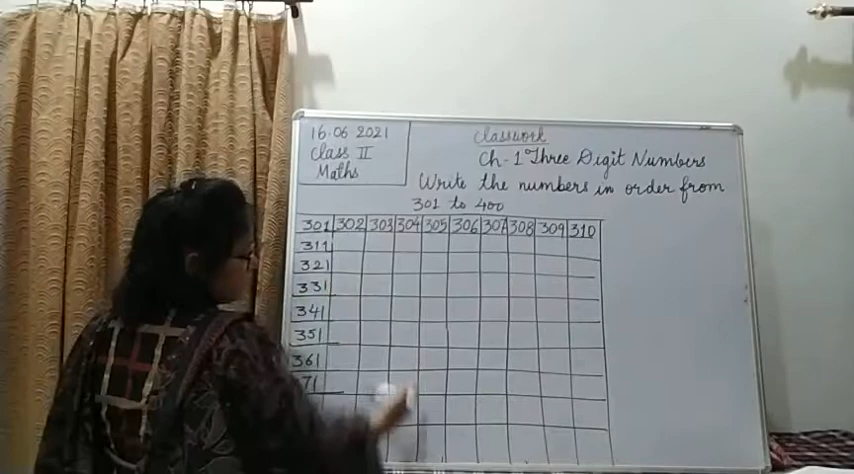 16.06 2021
Class II
Maths
Classwork
Ch-1 Three Digit Numbers
Write the numbers in order from
301 to 400
301 302 303 304 305 306 307 308 309 310
311
321
331
341
351
361
71